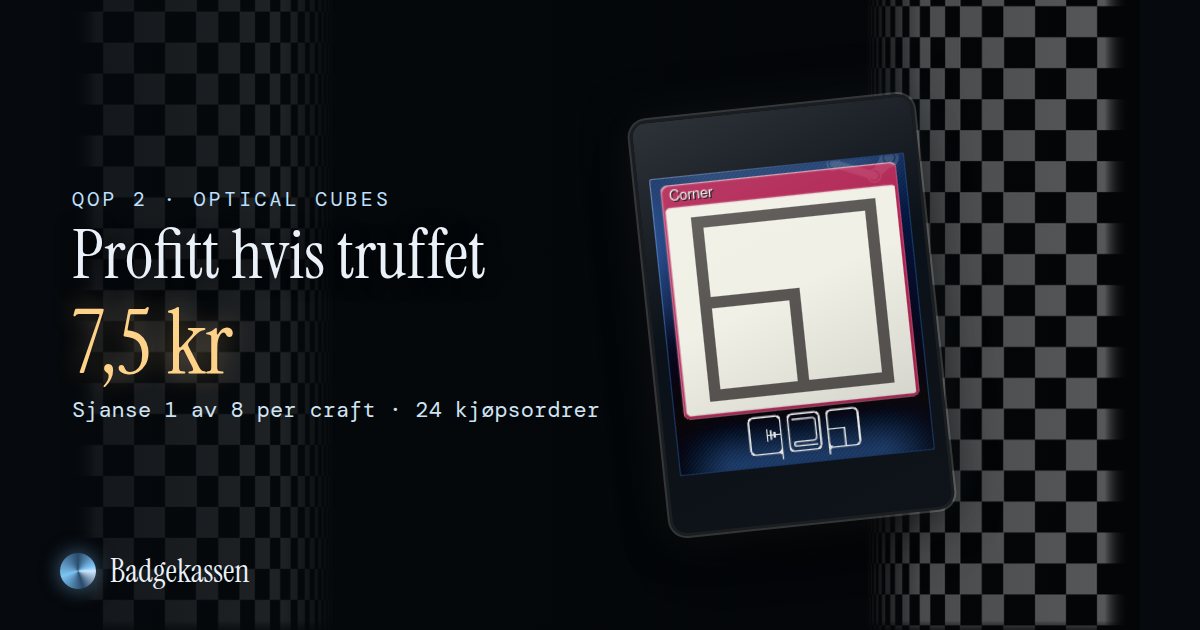 QOP 2 · OPTICAL CUBES
Profitt hvis truffet
7,5 kr
Sjanse 1 av 8 per craft · 24 kjøpsordrer
Corner
Badgekassen